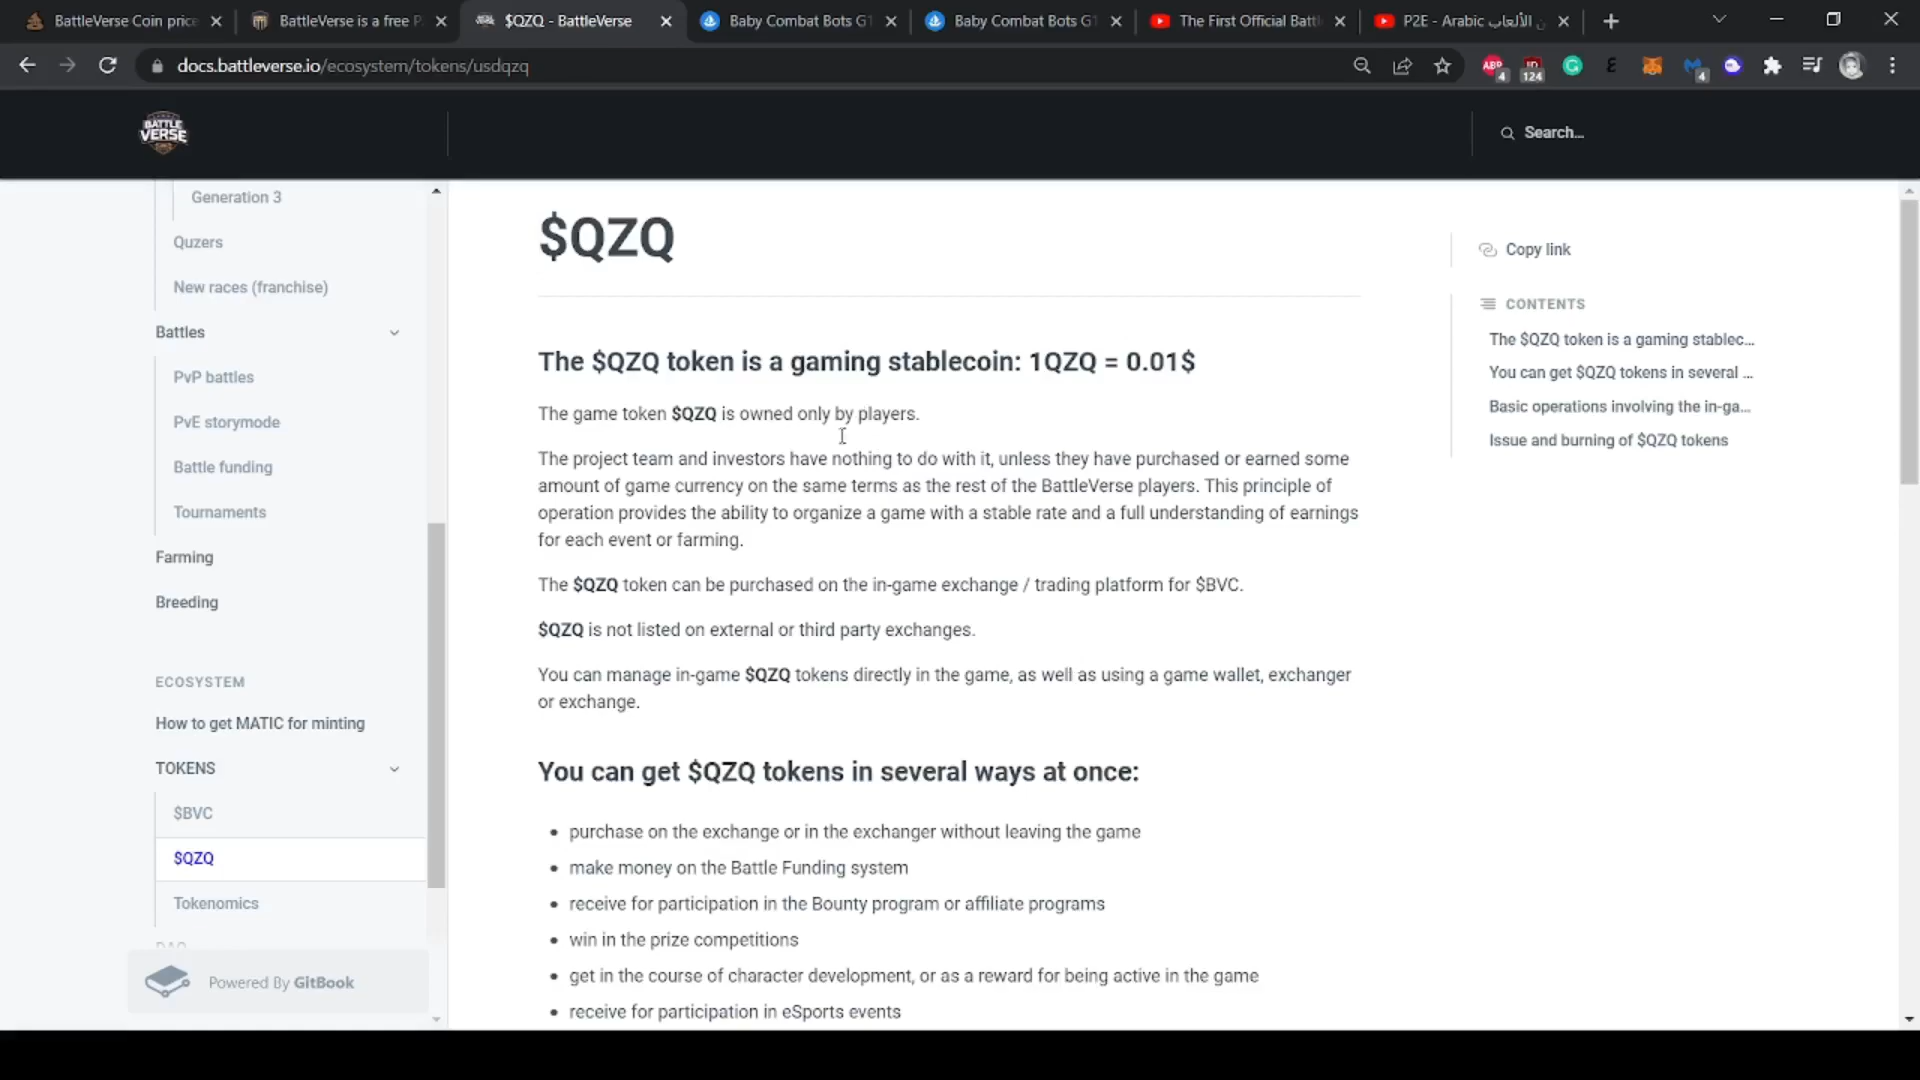 BattleVerse Coin price
BattleVerse is a free P
$QZQ - BattleVerse
Baby Combat Bots G1
Baby Combat Bots G1
The First Official Battl
P2E - Arabic ن الألعاب
docs.battleverse.io/ecosystem/tokens/usdqzq
ABP
4
124
4
BATTLE
VERSE
Search...
Generation 3
Quzers
New races (franchise)
Battles
PvP battles
PvE storymode
Battle funding
Tournaments
Farming
Breeding
ECOSYSTEM
How to get MATIC for minting
TOKENS
$BVC
$QZQ
Tokenomics
DAO
Powered By GitBook
$QZQ
The $QZQ token is a gaming stablecoin: 1QZQ = 0.01$
The game token $QZQ is owned only by players.
The project team and investors have nothing to do with it, unless they have purchased or earned some
amount of game currency on the same terms as the rest of the BattleVerse players. This principle of
operation provides the ability to organize a game with a stable rate and a full understanding of earnings
for each event or farming.
The $QZQ token can be purchased on the in-game exchange / trading platform for $BVC.
$QZQ is not listed on external or third party exchanges.
You can manage in-game $QZQ tokens directly in the game, as well as using a game wallet, exchanger
or exchange.
You can get $QZQ tokens in several ways at once:
• purchase on the exchange or in the exchanger without leaving the game
• make money on the Battle Funding system
• receive for participation in the Bounty program or affiliate programs
• win in the prize competitions
• get in the course of character development, or as a reward for being active in the game
• receive for participation in eSports events
Copy link
CONTENTS
The $QZQ token is a gaming stablec...
You can get $QZQ tokens in several ...
Basic operations involving the in-ga...
Issue and burning of $QZQ tokens